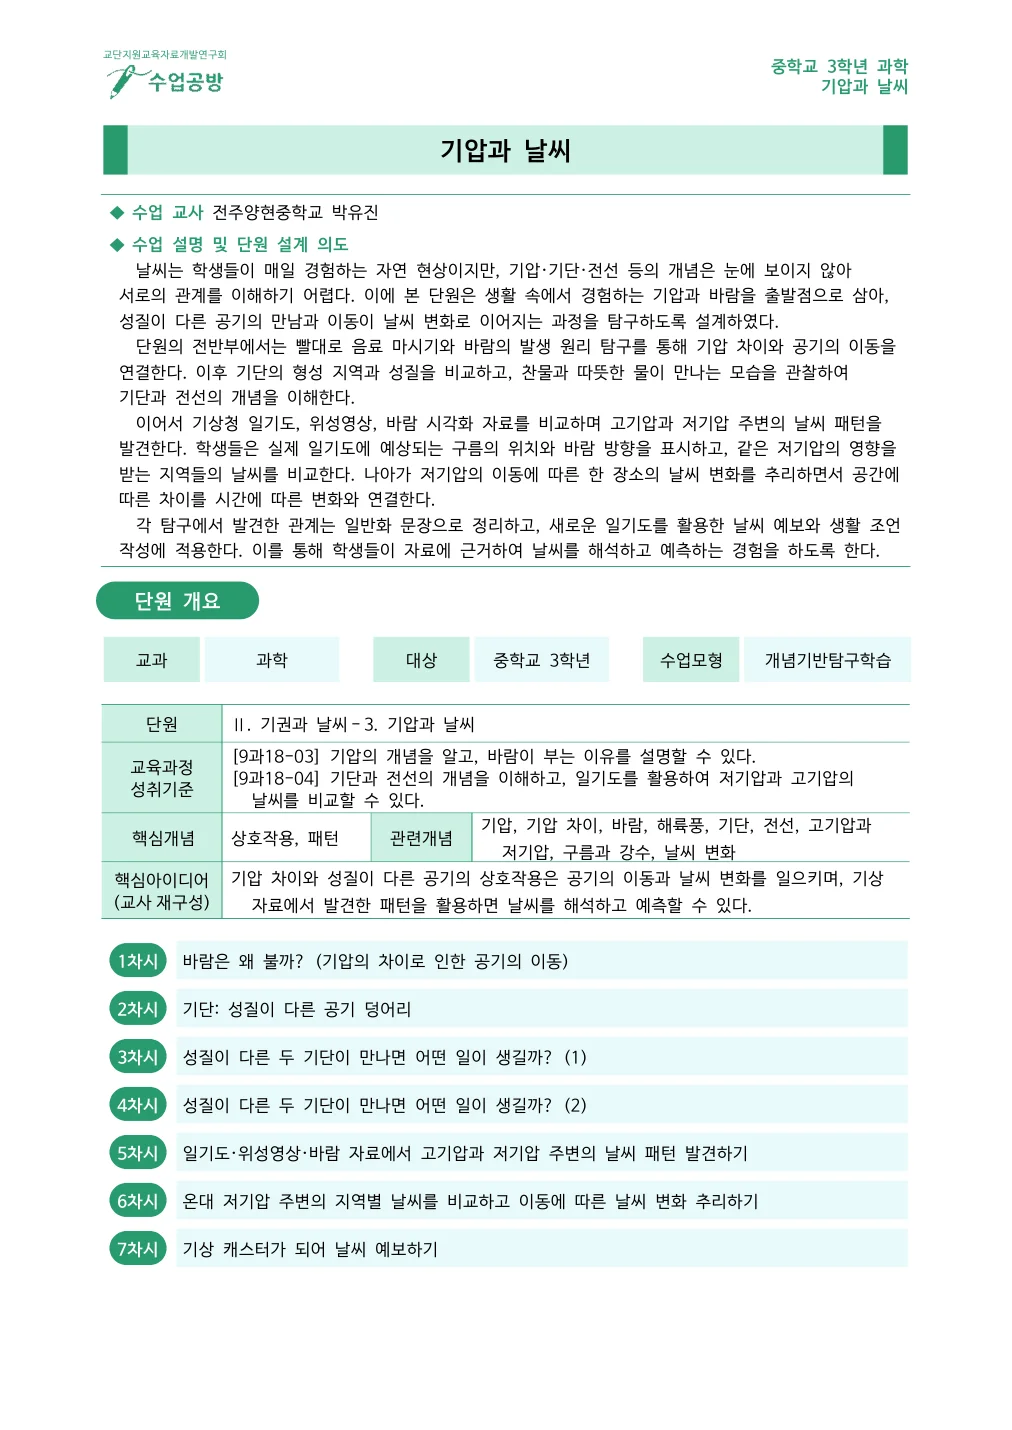 교단지원교육자료개발연구회
수업공방
중학교 3학년 과학
기압과 날씨
기압과 날씨
◆ 수업 교사 전주양현중학교 박유진
◆ 수업 설명 및 단원 설계 의도
날씨는 학생들이 매일 경험하는 자연 현상이지만, 기압·기단·전선 등의 개념은 눈에 보이지 않아
서로의 관계를 이해하기 어렵다. 이에 본 단원은 생활 속에서 경험하는 기압과 바람을 출발점으로 삼아,
성질이 다른 공기의 만남과 이동이 날씨 변화로 이어지는 과정을 탐구하도록 설계하였다.
단원의 전반부에서는 빨대로 음료 마시기와 바람의 발생 원리 탐구를 통해 기압 차이와 공기의 이동을
연결한다. 이후 기단의 형성 지역과 성질을 비교하고, 찬물과 따뜻한 물이 만나는 모습을 관찰하여
기단과 전선의 개념을 이해한다.
이어서 기상청 일기도, 위성영상, 바람 시각화 자료를 비교하며 고기압과 저기압 주변의 날씨 패턴을
발견한다. 학생들은 실제 일기도에 예상되는 구름의 위치와 바람 방향을 표시하고, 같은 저기압의 영향을
받는 지역들의 날씨를 비교한다. 나아가 저기압의 이동에 따른 한 장소의 날씨 변화를 추리하면서 공간에
따른 차이를 시간에 따른 변화와 연결한다.
각 탐구에서 발견한 관계는 일반화 문장으로 정리하고, 새로운 일기도를 활용한 날씨 예보와 생활 조언
작성에 적용한다. 이를 통해 학생들이 자료에 근거하여 날씨를 해석하고 예측하는 경험을 하도록 한다.
단원 개요
교과 과학 대상 중학교 3학년 수업모형 개념기반탐구학습
단원 Ⅱ. 기권과 날씨 - 3. 기압과 날씨
교육과정 성취기준 [9과18-03] 기압의 개념을 알고, 바람이 부는 이유를 설명할 수 있다.
[9과18-04] 기단과 전선의 개념을 이해하고, 일기도를 활용하여 저기압과 고기압의
날씨를 비교할 수 있다.
핵심개념 상호작용, 패턴 관련개념 기압, 기압 차이, 바람, 해륙풍, 기단, 전선, 고기압과
저기압, 구름과 강수, 날씨 변화
핵심아이디어 기압 차이와 성질이 다른 공기의 상호작용은 공기의 이동과 날씨 변화를 일으키며, 기상
(교사 재구성) 자료에서 발견한 패턴을 활용하면 날씨를 해석하고 예측할 수 있다.
1차시 바람은 왜 불까? (기압의 차이로 인한 공기의 이동)
2차시 기단: 성질이 다른 공기 덩어리
3차시 성질이 다른 두 기단이 만나면 어떤 일이 생길까? (1)
4차시 성질이 다른 두 기단이 만나면 어떤 일이 생길까? (2)
5차시 일기도·위성영상·바람 자료에서 고기압과 저기압 주변의 날씨 패턴 발견하기
6차시 온대 저기압 주변의 지역별 날씨를 비교하고 이동에 따른 날씨 변화 추리하기
7차시 기상 캐스터가 되어 날씨 예보하기